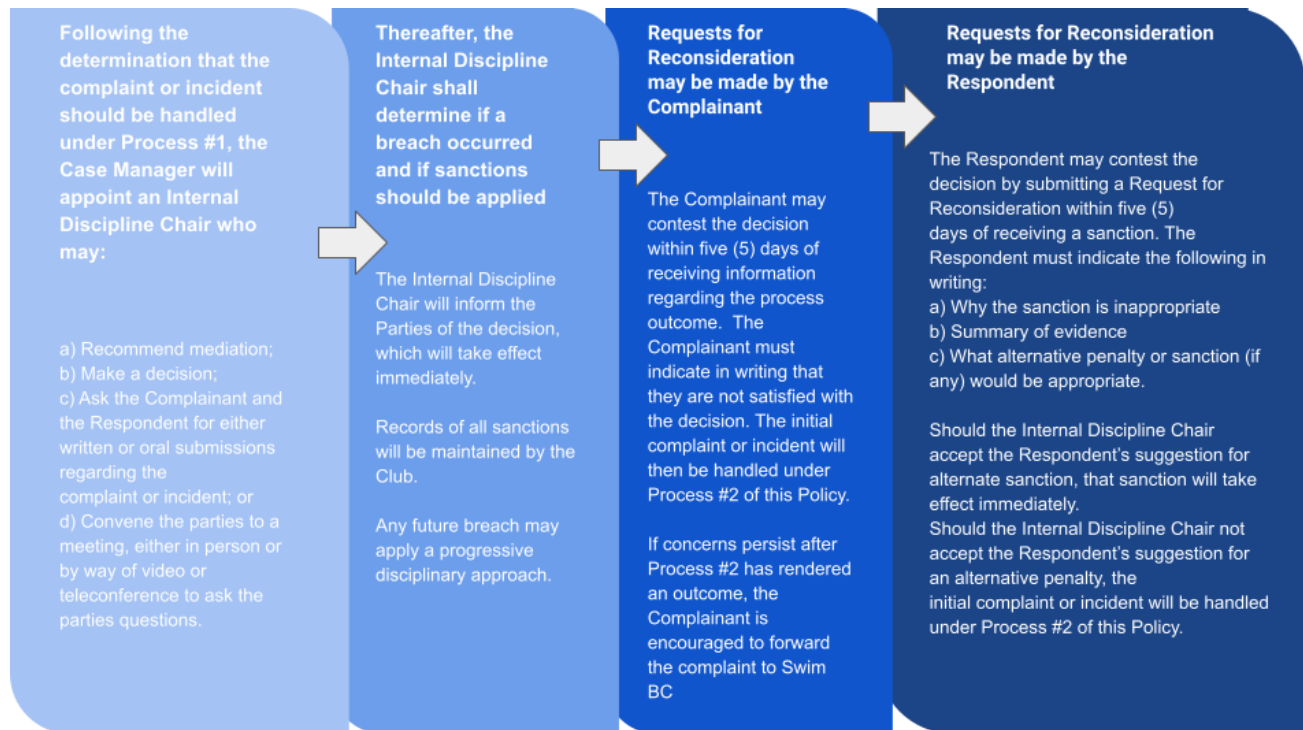 Following the
determination that the
complaint or incident
should be handled
under Process #1, the
Case Manager will
appoint an Internal
Discipline Chair who
may:
a) Recommend mediation;
b) Make a decision;
c) Ask the Complainant and
the Respondent for either
written or oral submissions
regarding the
complaint or incident; or
d) Convene the parties to a
meeting, either in person or
by way of video or
teleconference to ask the
parties questions.
Thereafter, the
Internal Discipline
Chair shall
determine if a
breach occurred
and if sanctions
should be applied
The Internal Discipline
Chair will inform the
Parties of the decision,
which will take effect
immediately.
Records of all sanctions
will be maintained by the
Club.
Any future breach may
apply a progressive
disciplinary approach.
Requests for
Reconsideration
may be made by the
Complainant
The Complainant may
contest the decision
within five (5) days of
receiving information
regarding the process
outcome.  The
Complainant must
indicate in writing that
they are not satisfied with
the decision. The initial
complaint or incident will
then be handled under
Process #2 of this Policy.
If concerns persist after
Process #2 has rendered
an outcome, the
Complainant is
encouraged to forward
the complaint to Swim
BC
Requests for Reconsideration
may be made by the
Respondent
The Respondent may contest the
decision by submitting a Request for
Reconsideration within five (5)
days of receiving a sanction. The
Respondent must indicate the following in
writing:
a) Why the sanction is inappropriate
b) Summary of evidence
c) What alternative penalty or sanction (if
any) would be appropriate.
Should the Internal Discipline Chair
accept the Respondent's suggestion for
alternate sanction, that sanction will take
effect immediately.
Should the Internal Discipline Chair not
accept the Respondent's suggestion for
an alternative penalty, the
initial complaint or incident will be handled
under Process #2 of this Policy.